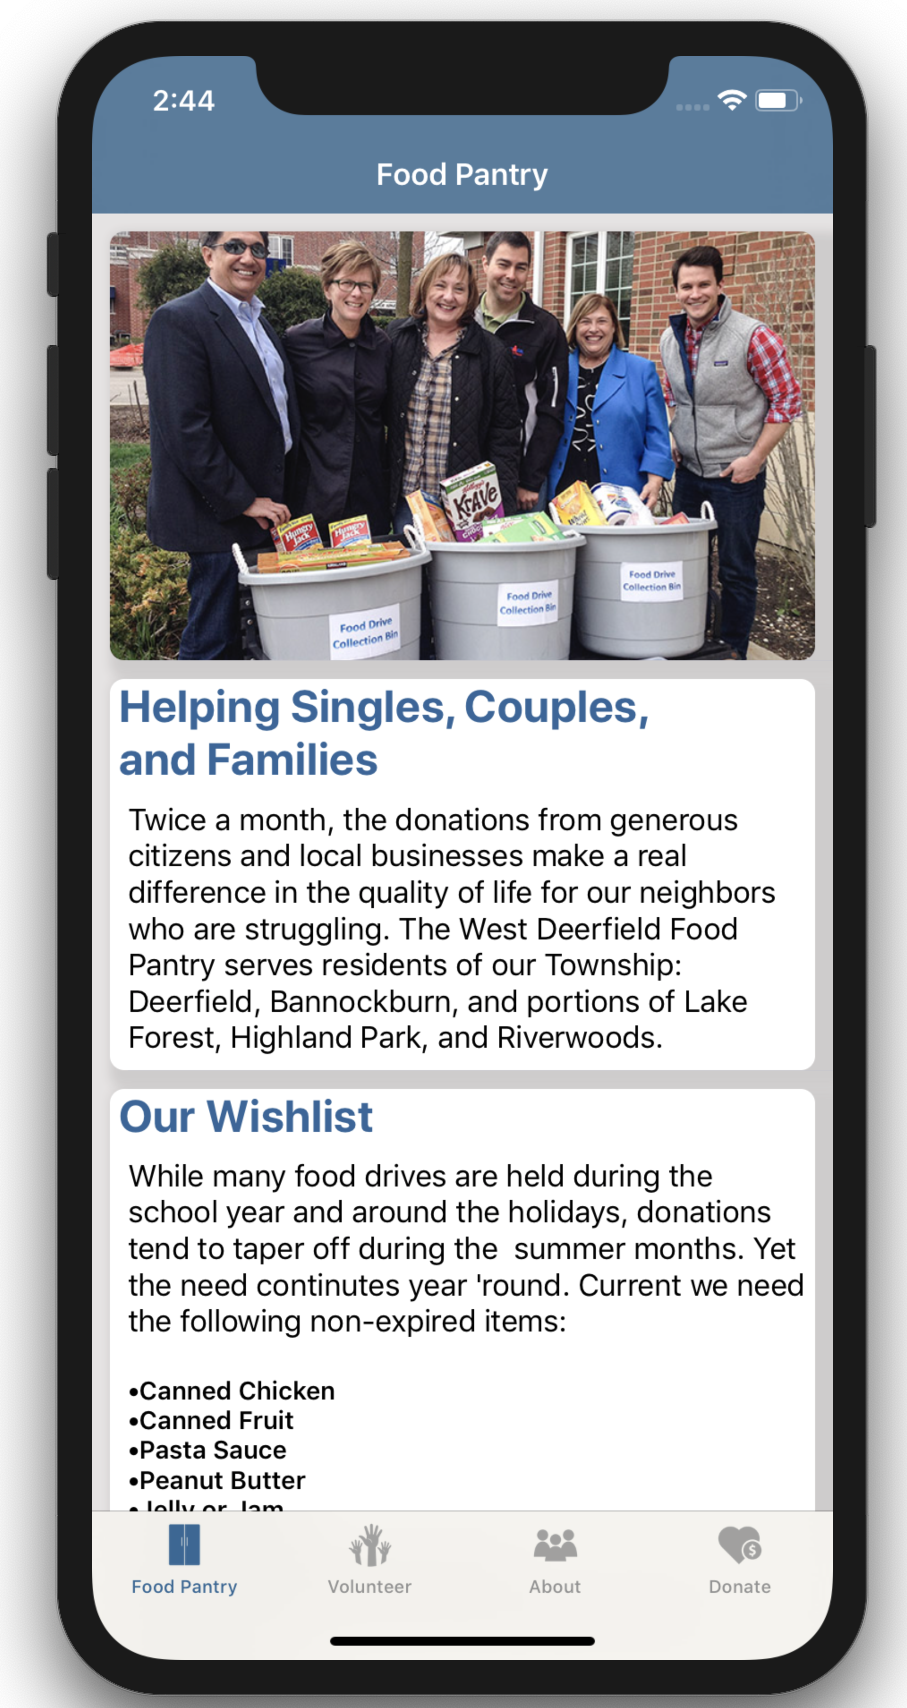 2:44
Food Pantry
Hungry
Jack
Hungry
Jack
Kellogg's
Krave
Food Drive
Collection Bin
Food Drive
Collection Bin
Food Drive
Collection Bin
Helping Singles, Couples,
and Families
Twice a month, the donations from generous
citizens and local businesses make a real
difference in the quality of life for our neighbors
who are struggling. The West Deerfield Food
Pantry serves residents of our Township:
Deerfield, Bannockburn, and portions of Lake
Forest, Highland Park, and Riverwoods.
Our Wishlist
While many food drives are held during the
school year and around the holidays, donations
tend to taper off during the  summer months. Yet
the need continutes year 'round. Current we need
the following non-expired items:
•Canned Chicken
•Canned Fruit
•Pasta Sauce
•Peanut Butter
•Jelly or Jam
Food Pantry
Volunteer
About
Donate